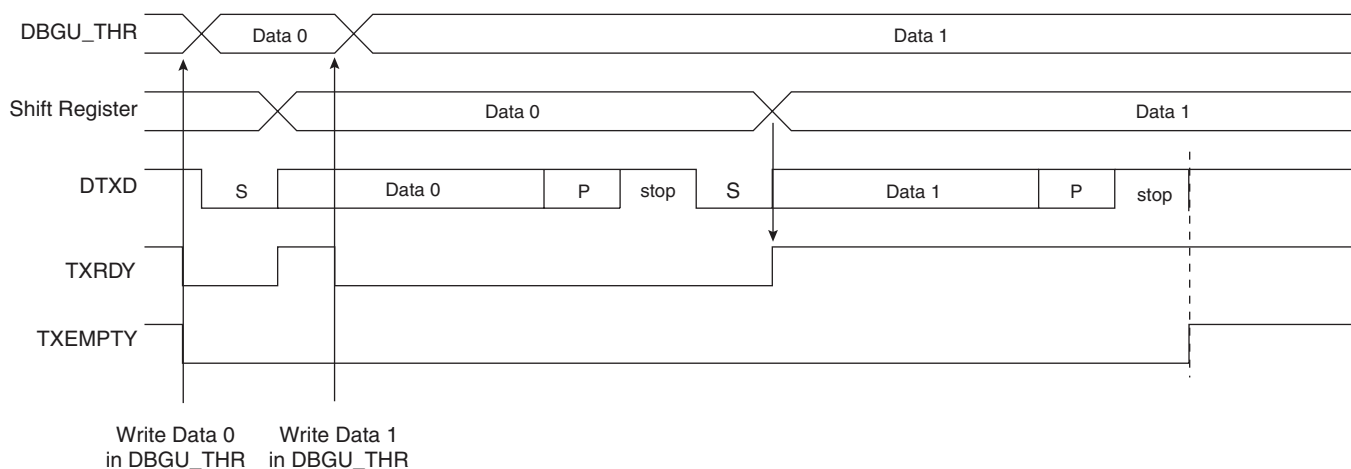 DBGU_THR Data 0 Data 1
Shift Register Data 0 Data 1
DTXD S Data 0 P stop S Data 1 P stop
TXRDY
TXEMPTY
Write Data 0 Write Data 1
in DBGU_THR in DBGU_THR